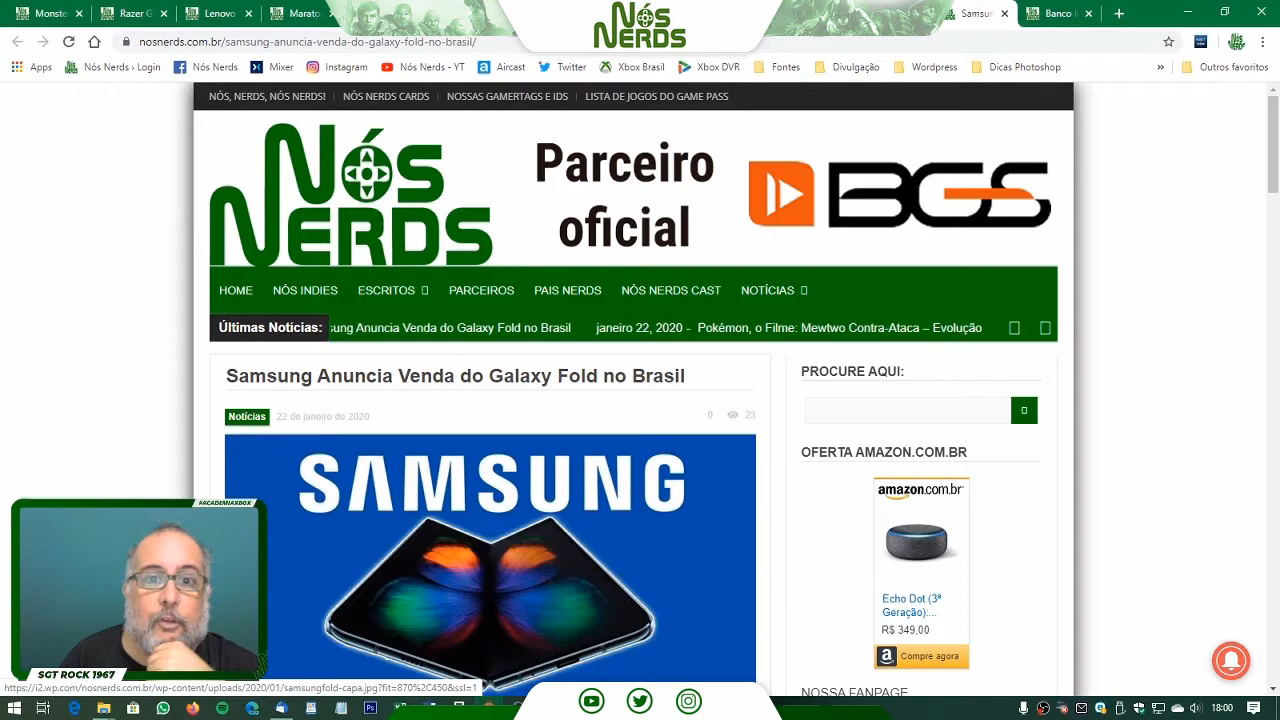 Monster
Razer C
Lenovo
Marato
Nós
NERDS
Samsun
Banco
nosnerds.com.br/samsung-anuncia-venda-do-galaxy-fold-no-brasil/
Apps
Nós Nerds › Login
Nós Nerds
Mixer
Instagram
Nós Nerds - YT
Aircast
Twitter
Xbox Brasil
Xbox DVR
Fontes
Divulgação
Wordpress
Dicas Photoshop
»
Outros favoritos
NÓS, NERDS, NÓS NERDS!
NÓS NERDS CARDS
NOSSAS GAMERTAGS E IDS
LISTA DE JOGOS DO GAME PASS
NÓS
NERDS
Parceiro
oficial
BGS
HOME
NÓS INDIES
ESCRITOS
PARCEIROS
PAIS NERDS
NÓS NERDS CAST
NOTÍCIAS
Últimas Notícias:
sung Anuncia Venda do Galaxy Fold no Brasil
janeiro 22, 2020 - Pokémon, o Filme: Mewtwo Contra-Ataca – Evolução
Samsung Anuncia Venda do Galaxy Fold no Brasil
Notícias
22 de janeiro de 2020
0
23
SAMSUNG
PROCURE AQUI:
OFERTA AMAZON.COM.BR
amazon.com.br
Echo Dot (3ª
Geração):...
R$ 349,00
Compre agora
NOSSA FANPAGE
#ACADEMIAXBOX
SGT ROCK 1967
https://i2.wp.com/nosnerds.com.br/wp-content/uploads/2020/01/samsungfold-capa.jpg?fit=870%2C450&ssl=1
18:00